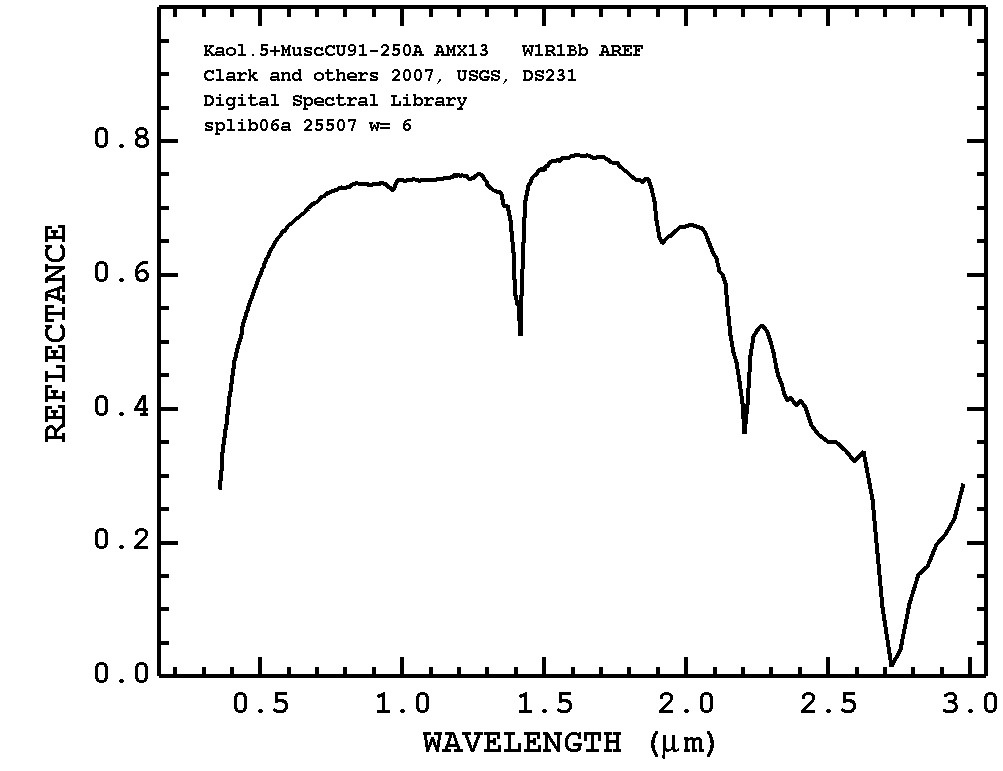 Kaol.5+MuscCU91-250A AMX13 W1R1Bb AREF
Clark and others 2007, USGS, DS231
Digital Spectral Library
splib06a 25507 w= 6
0.8
0.6
0.4
0.2
0.0
REFLECTANCE
0.5 1.0 1.5 2.0 2.5 3.0
WAVELENGTH (μm)